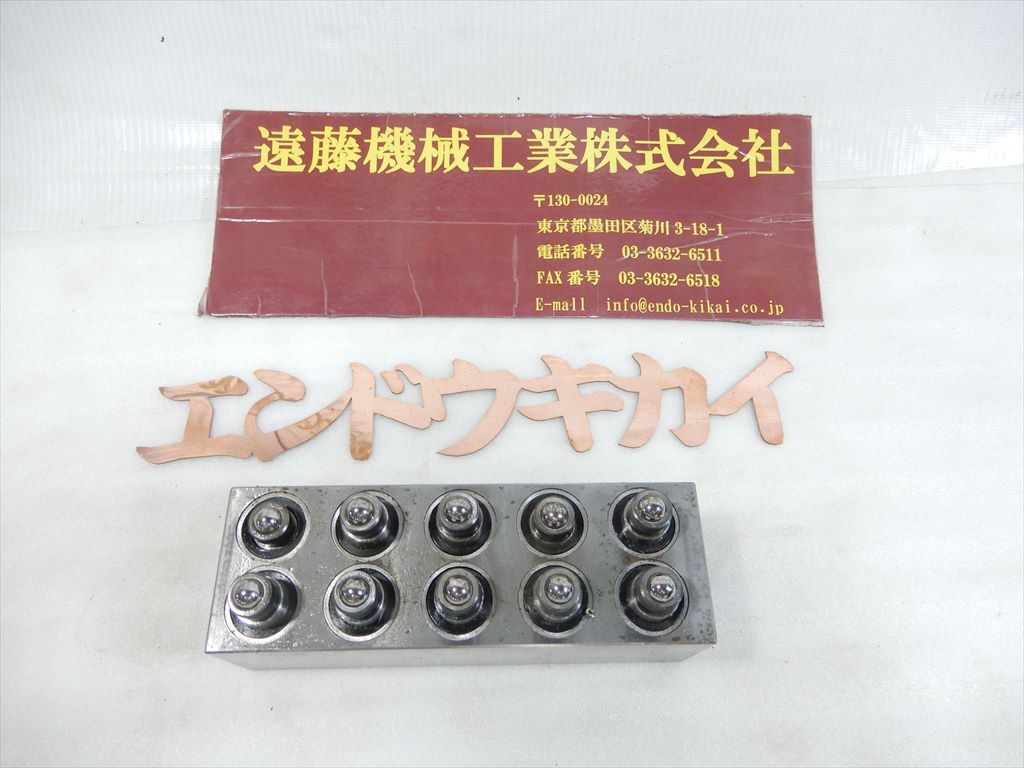 遠藤機械工業株式会社
〒130-0024
東京都墨田区菊川 3-18-1
電話番号 03-3632-6511
FAX 番号 03-3632-6518
E-mall info@endo-kikai.co.jp
エンドウキカイ